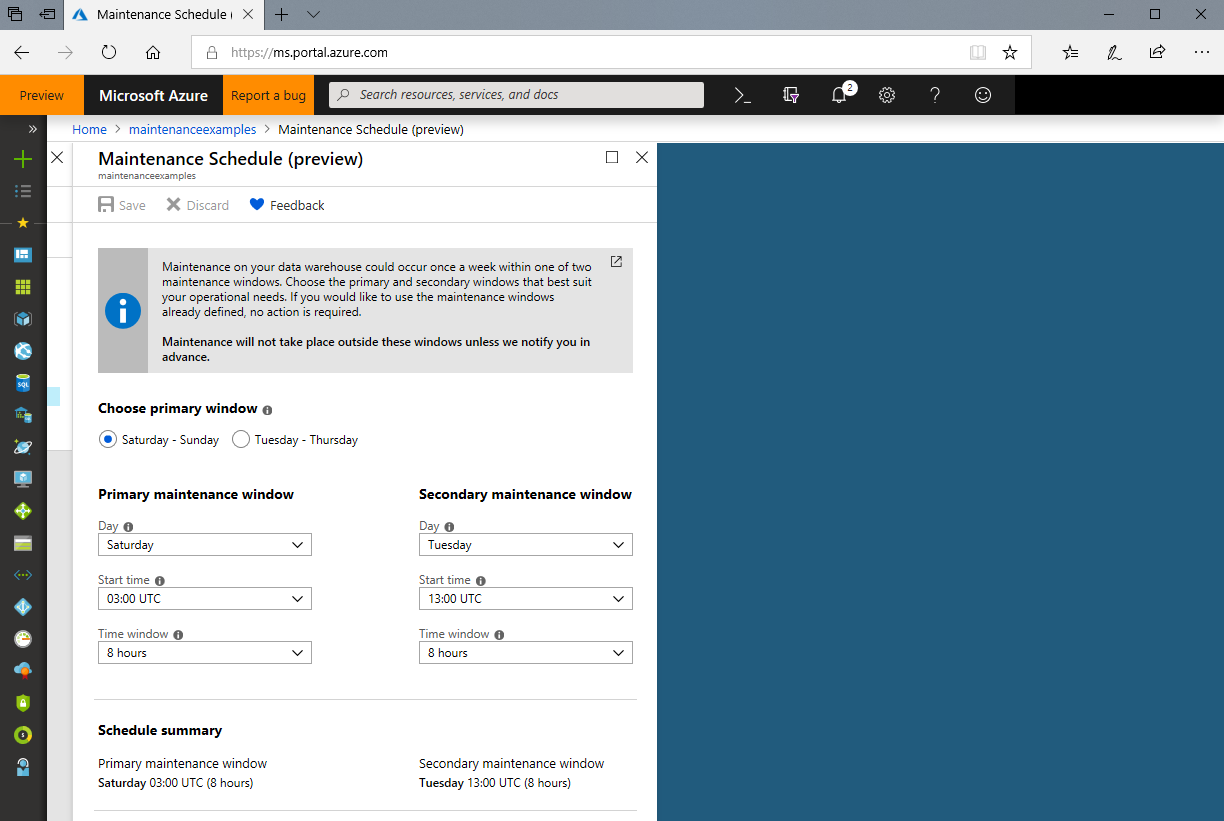 Maintenance Schedule (
https://ms.portal.azure.com
Preview
Microsoft Azure
Report a bug
Search resources, services, and docs
2
Home > maintenanceexamples > Maintenance Schedule (preview)
Maintenance Schedule (preview)
maintenanceexamples
Save
Discard
Feedback
Maintenance on your data warehouse could occur once a week within one of two
maintenance windows. Choose the primary and secondary windows that best suit
your operational needs. If you would like to use the maintenance windows
already defined, no action is required.
Maintenance will not take place outside these windows unless we notify you in
advance.
Choose primary window
Saturday - Sunday
Tuesday - Thursday
Primary maintenance window
Day
Saturday
Start time
03:00 UTC
Time window
8 hours
Secondary maintenance window
Day
Tuesday
Start time
13:00 UTC
Time window
8 hours
Schedule summary
Primary maintenance window
Saturday 03:00 UTC (8 hours)
Secondary maintenance window
Tuesday 13:00 UTC (8 hours)